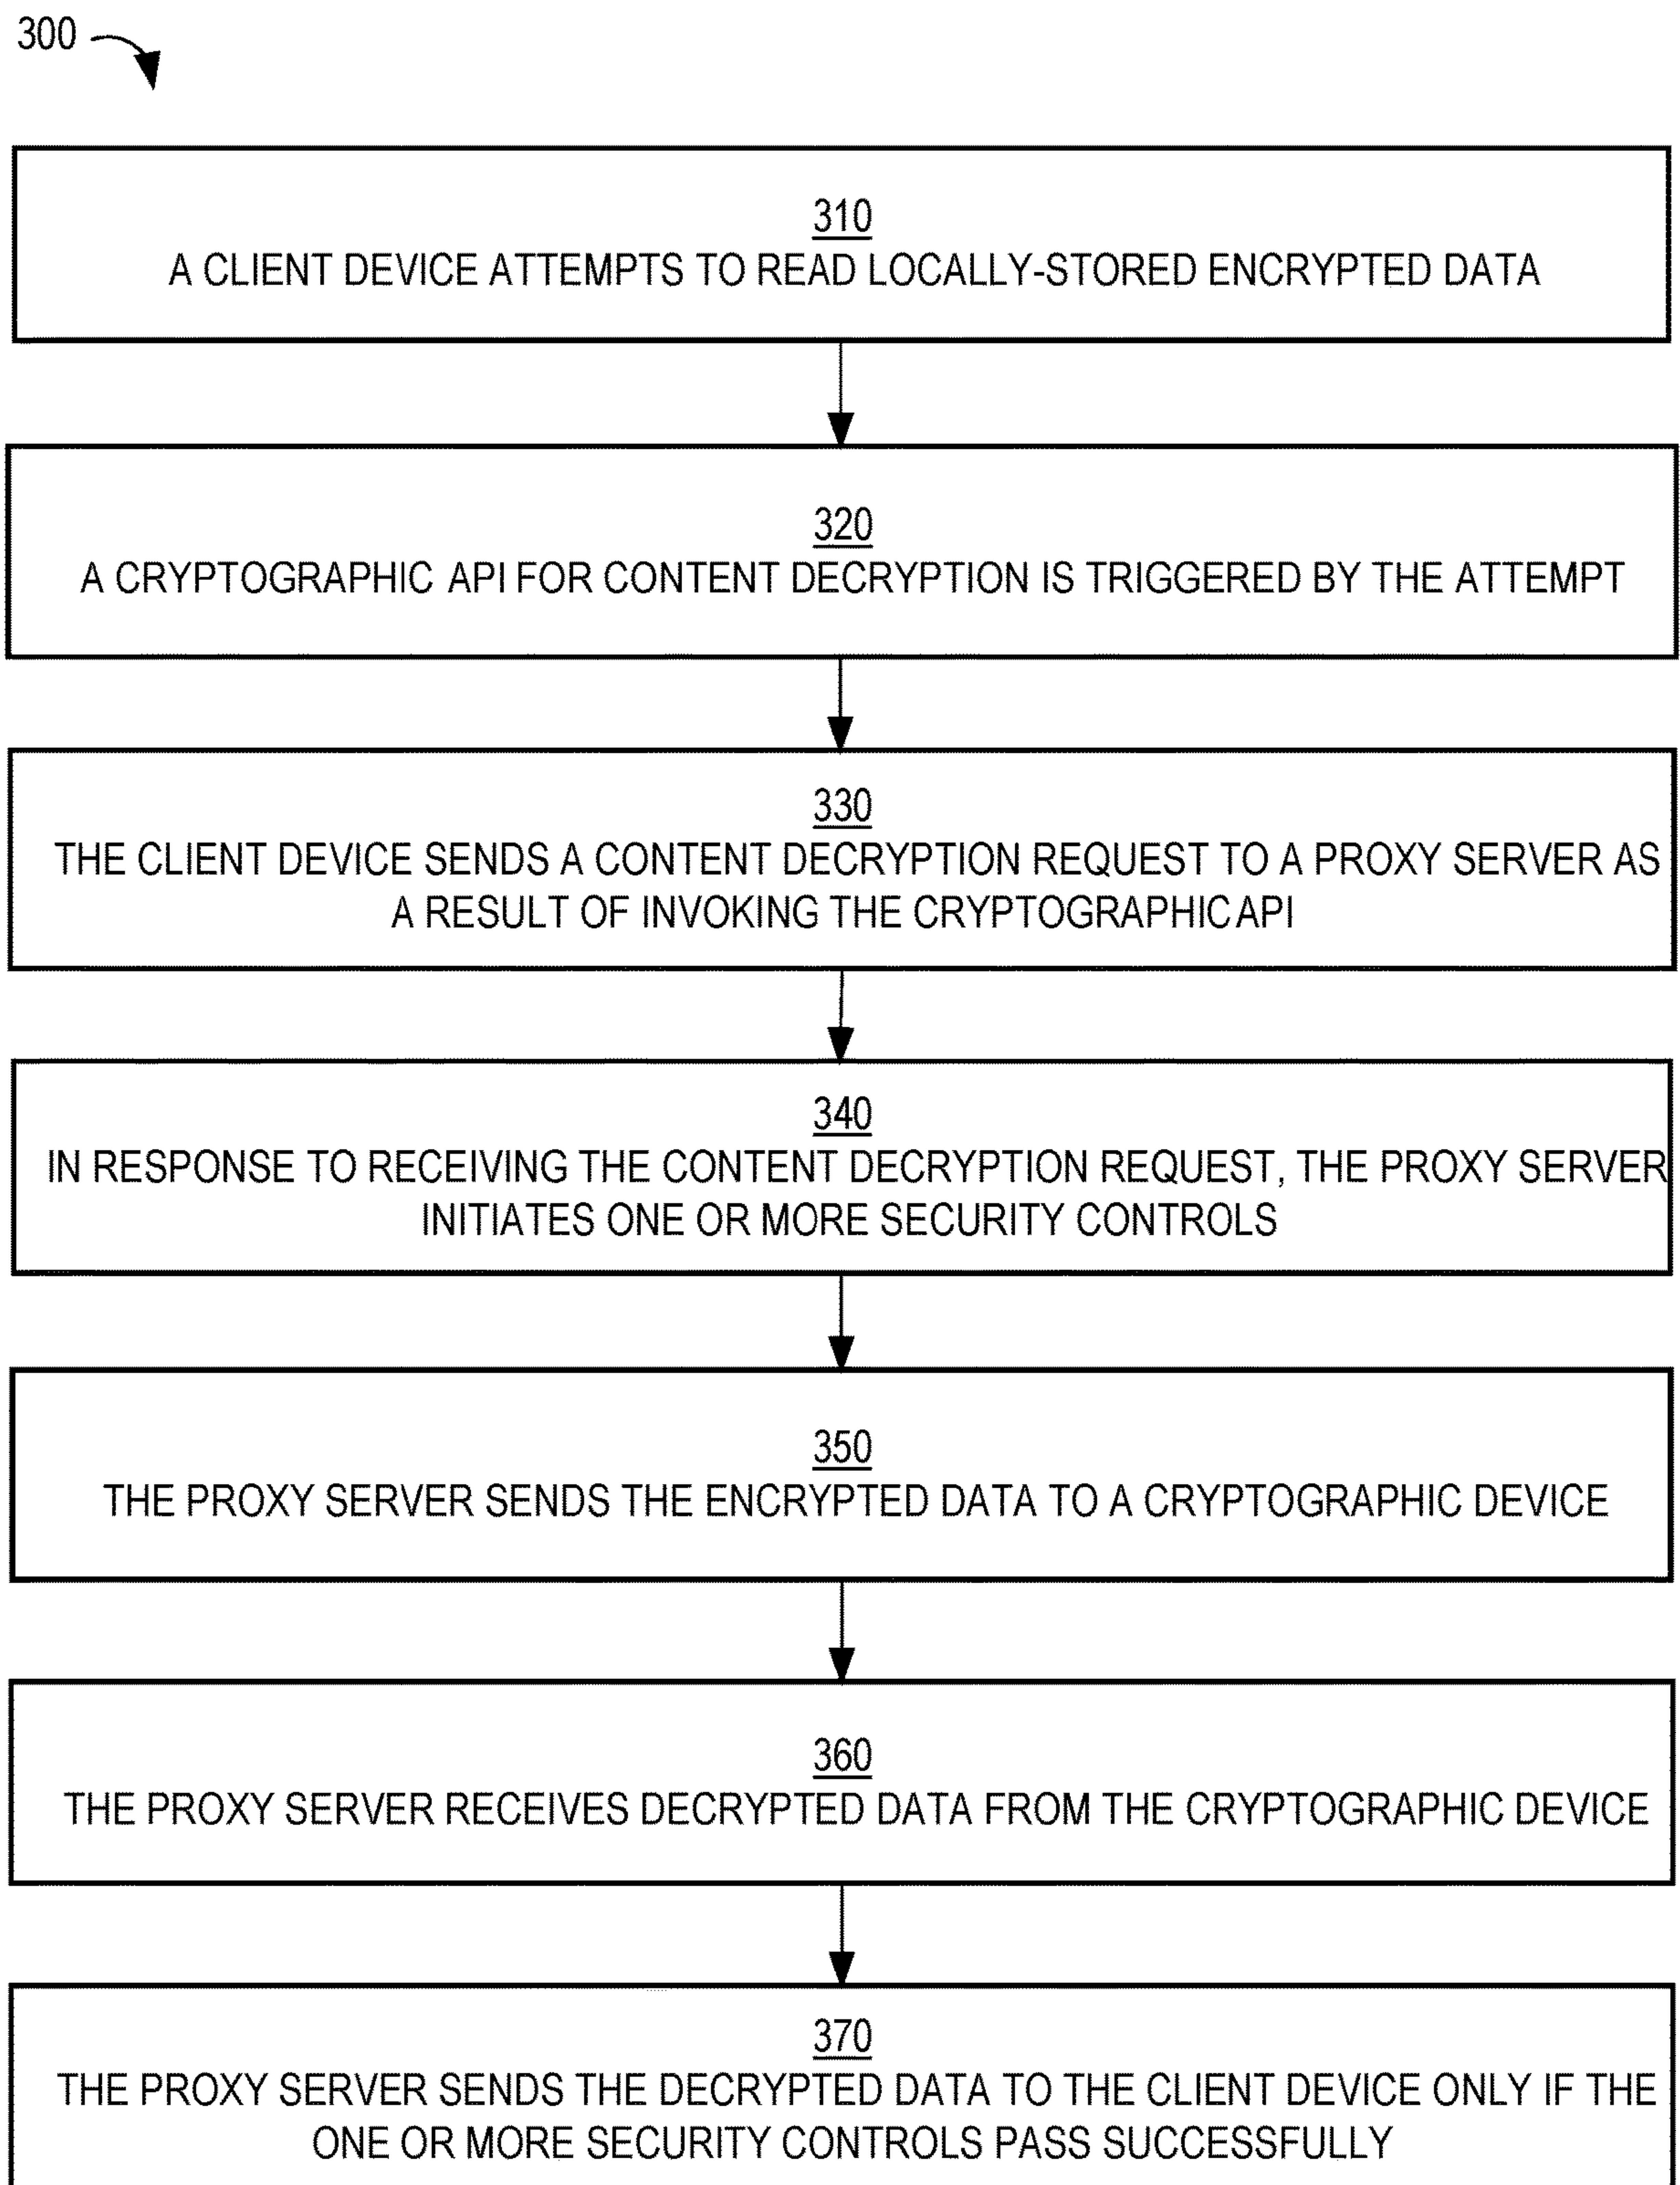 300
310
A CLIENT DEVICE ATTEMPTS TO READ LOCALLY-STORED ENCRYPTED DATA
320
A CRYPTOGRAPHIC API FOR CONTENT DECRYPTION IS TRIGGERED BY THE ATTEMPT
330
THE CLIENT DEVICE SENDS A CONTENT DECRYPTION REQUEST TO A PROXY SERVER AS
A RESULT OF INVOKING THE CRYPTOGRAPHIC API
340
IN RESPONSE TO RECEIVING THE CONTENT DECRYPTION REQUEST, THE PROXY SERVER
INITIATES ONE OR MORE SECURITY CONTROLS
350
THE PROXY SERVER SENDS THE ENCRYPTED DATA TO A CRYPTOGRAPHIC DEVICE
360
THE PROXY SERVER RECEIVES DECRYPTED DATA FROM THE CRYPTOGRAPHIC DEVICE
370
THE PROXY SERVER SENDS THE DECRYPTED DATA TO THE CLIENT DEVICE ONLY IF THE
ONE OR MORE SECURITY CONTROLS PASS SUCCESSFULLY